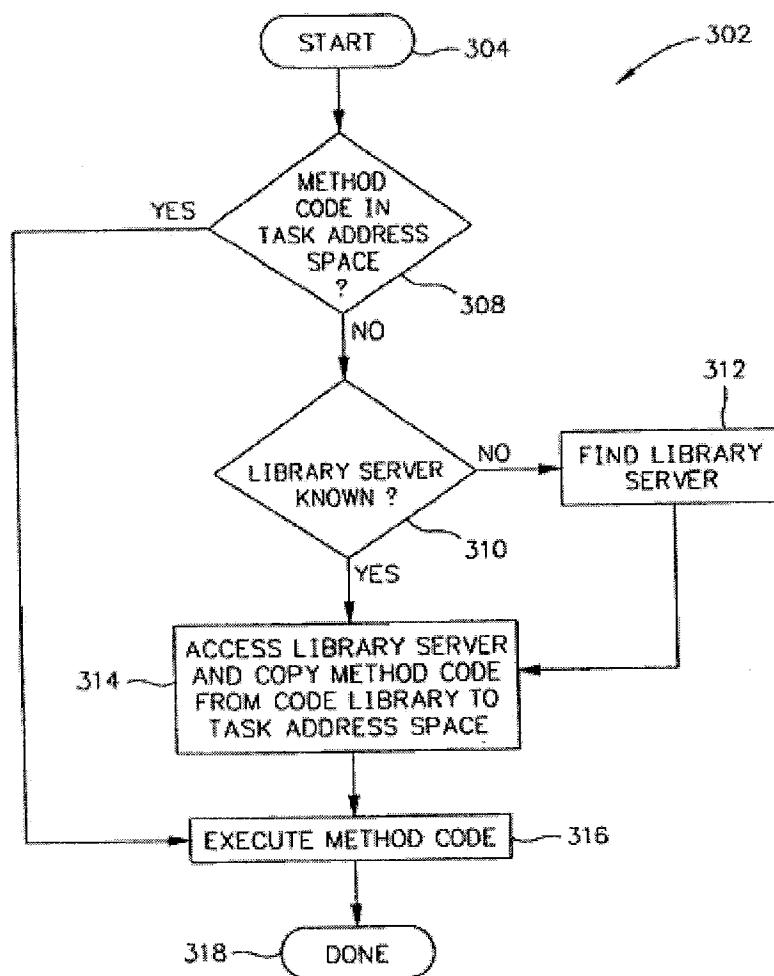 START
304
302
METHOD
CODE IN
TASK ADDRESS
SPACE
?
YES
308
NO
312
LIBRARY SERVER
KNOWN ?
NO
FIND LIBRARY
SERVER
310
YES
314
ACCESS LIBRARY SERVER
AND COPY METHOD CODE
FROM CODE LIBRARY TO
TASK ADDRESS SPACE
EXECUTE METHOD CODE
316
318
DONE